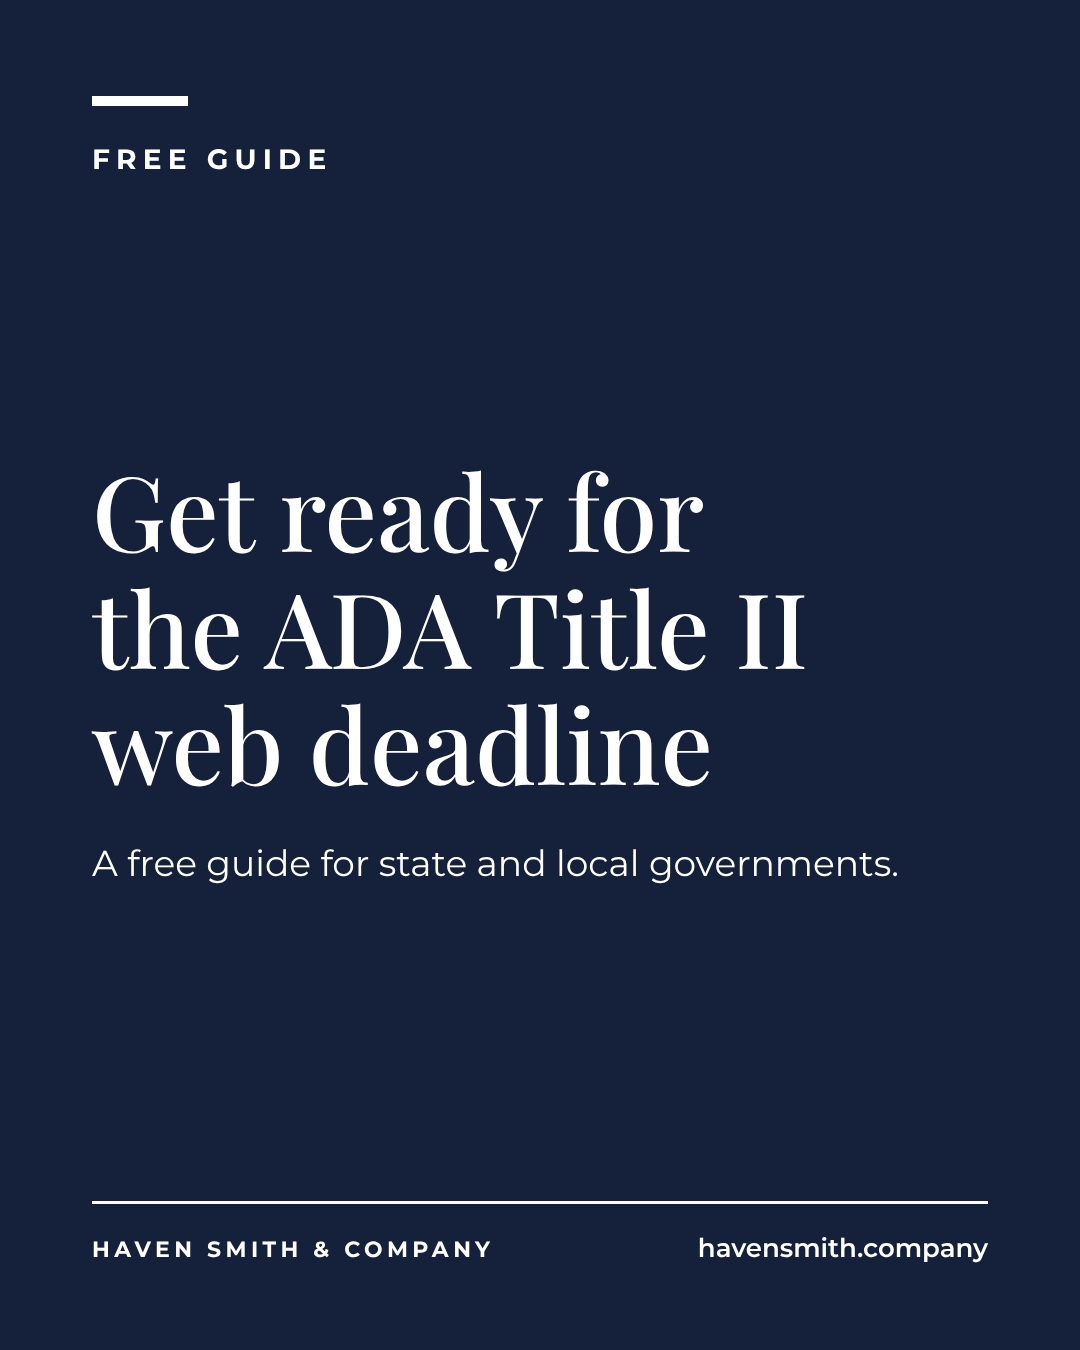 FREE GUIDE
Get ready for
the ADA Title II
web deadline
A free guide for state and local governments.
HAVEN SMITH & COMPANY
havensmith.company